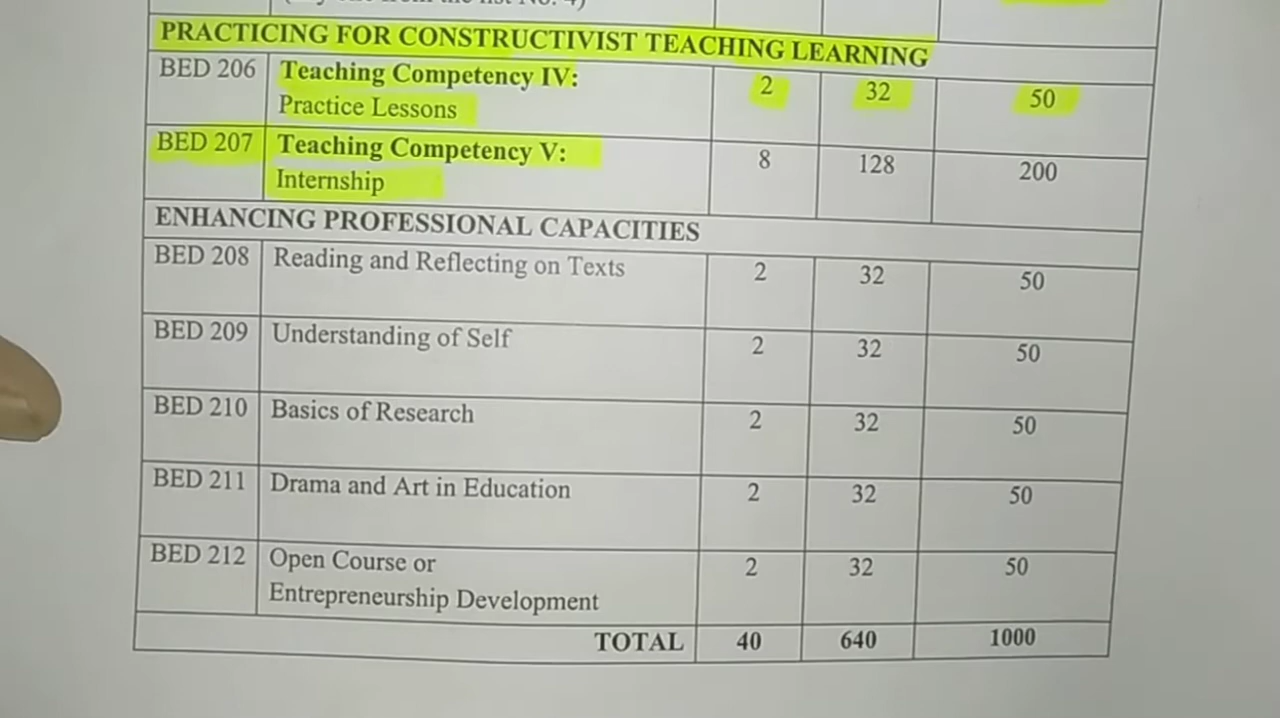 PRACTICING FOR CONSTRUCTIVIST TEACHING LEARNING
BED 206 Teaching Competency IV: 2 32 50
Practice Lessons
BED 207 Teaching Competency V: 8 128 200
Internship
ENHANCING PROFESSIONAL CAPACITIES
BED 208 Reading and Reflecting on Texts 2 32 50
BED 209 Understanding of Self 2 32 50
BED 210 Basics of Research 2 32 50
BED 211 Drama and Art in Education 2 32 50
BED 212 Open Course or 2 32 50
Entrepreneurship Development
TOTAL 40 640 1000